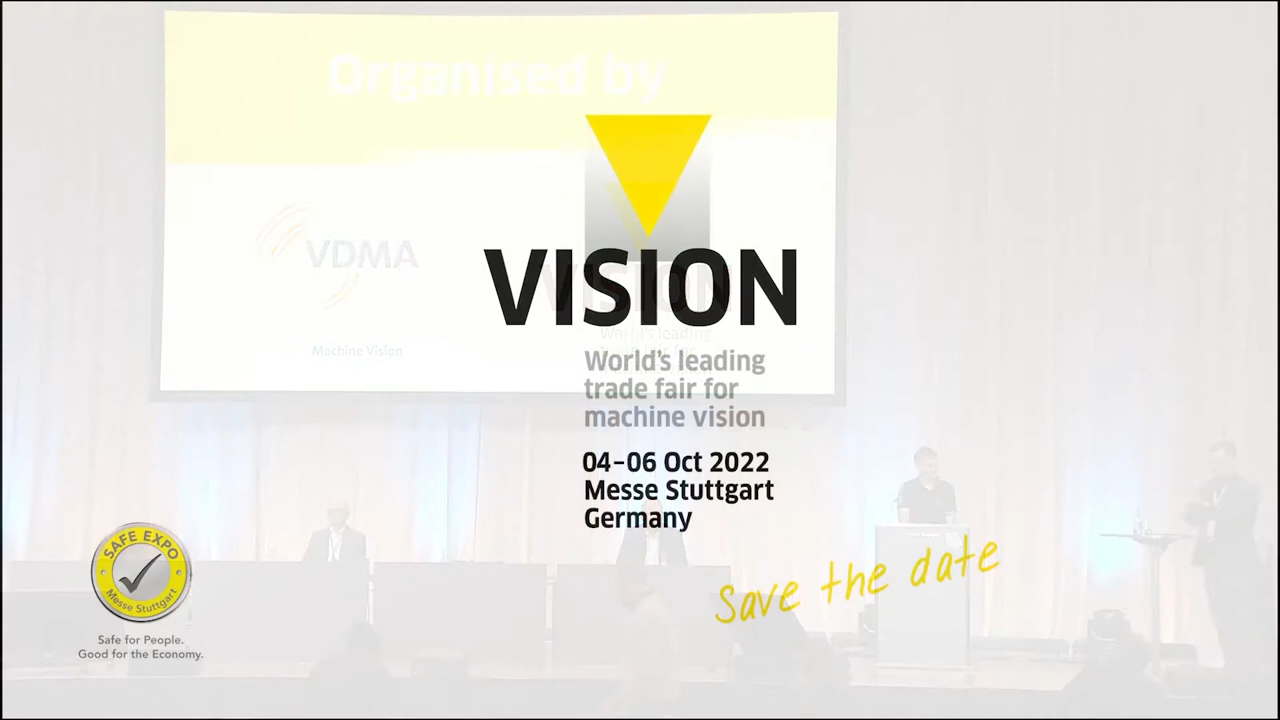 Organised by
VDMA
Machine Vision
VISION
World's leading
trade fair for
machine vision
04–06 Oct 2022
Messe Stuttgart
Germany
Save the date
SAFE EXPO
Messe Stuttgart
Safe for People.
Good for the Economy.